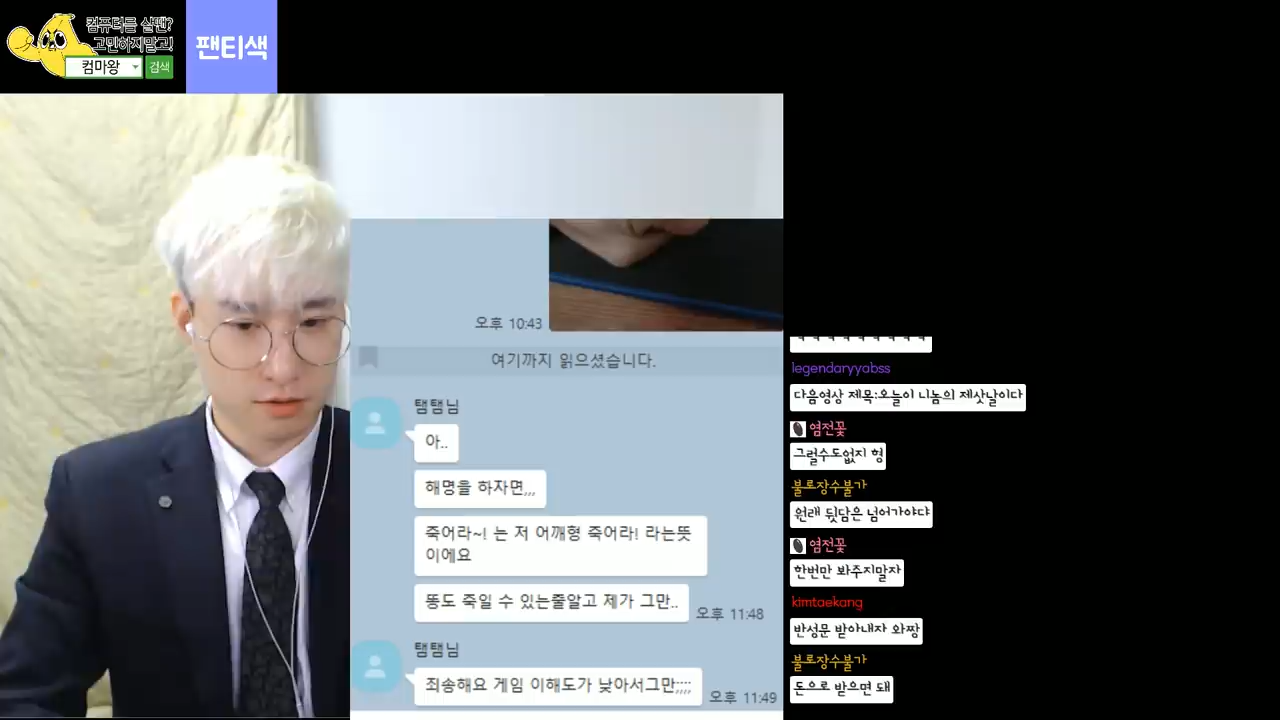 컴퓨터를 살땐?
고민하지말고!
컴마왕
검색
팬티색
오후 10:43
여기까지 읽으셨습니다.
탬탬님
아..
해명을 하자면,,,
죽어라~! 는 저 어깨형 죽어라! 라는뜻
이에요
똥도 죽일 수 있는줄알고 제가 그만..
오후 11:48
탬탬님
죄송해요 게임 이해도가 낮아서그만;;;;
오후 11:49
legendaryyabss
다음영상 제목:오늘이 니놈의 제삿날이다
염전꽃
그럴수도없지 형
불로장수불가
원래 뒷담은 넘어가야댜
염전꽃
한번만 봐주지말자
kimtaekang
반성문 받아내자 와짱
불로장수불가
돈으로 받으면 돼